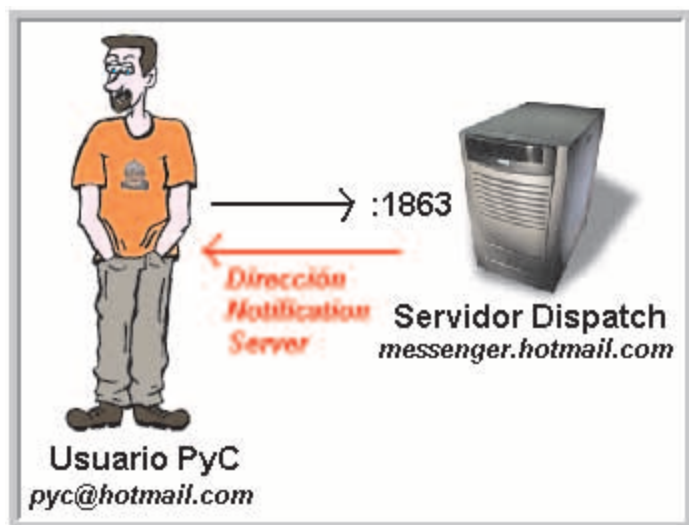 :1863
Dirección
Notification
Server
Servidor Dispatch
messenger.hotmail.com
Usuario PyC
pyc@hotmail.com